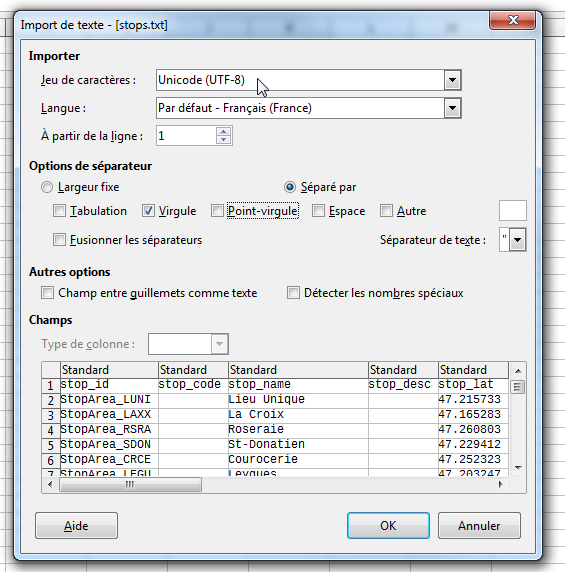 Import de texte - [stops.txt]
Importer
Jeu de caractères : Unicode (UTF-8)
Langue : Par défaut - Français (France)
À partir de la ligne : 1
Options de séparateur
Largeur fixe Séparé par
Tabulation Virgule Point-virgule Espace Autre
Fusionner les séparateurs Séparateur de texte : "
Autres options
Champ entre guillemets comme texte Détecter les nombres spéciaux
Champs
Type de colonne :
Standard Standard Standard Standard Standard
1 stop_id stop_code stop_name stop_desc stop_lat
2 StopArea_LUNI Lieu Unique 47.215733
3 StopArea_LAXX La Croix 47.165283
4 StopArea_RSRA Roseraie 47.260803
5 StopArea_SDON St-Donatien 47.229412
6 StopArea_CRCE Courocerie 47.252323
7 StopArea_LEGU Leygues 47.203247
Aide OK Annuler